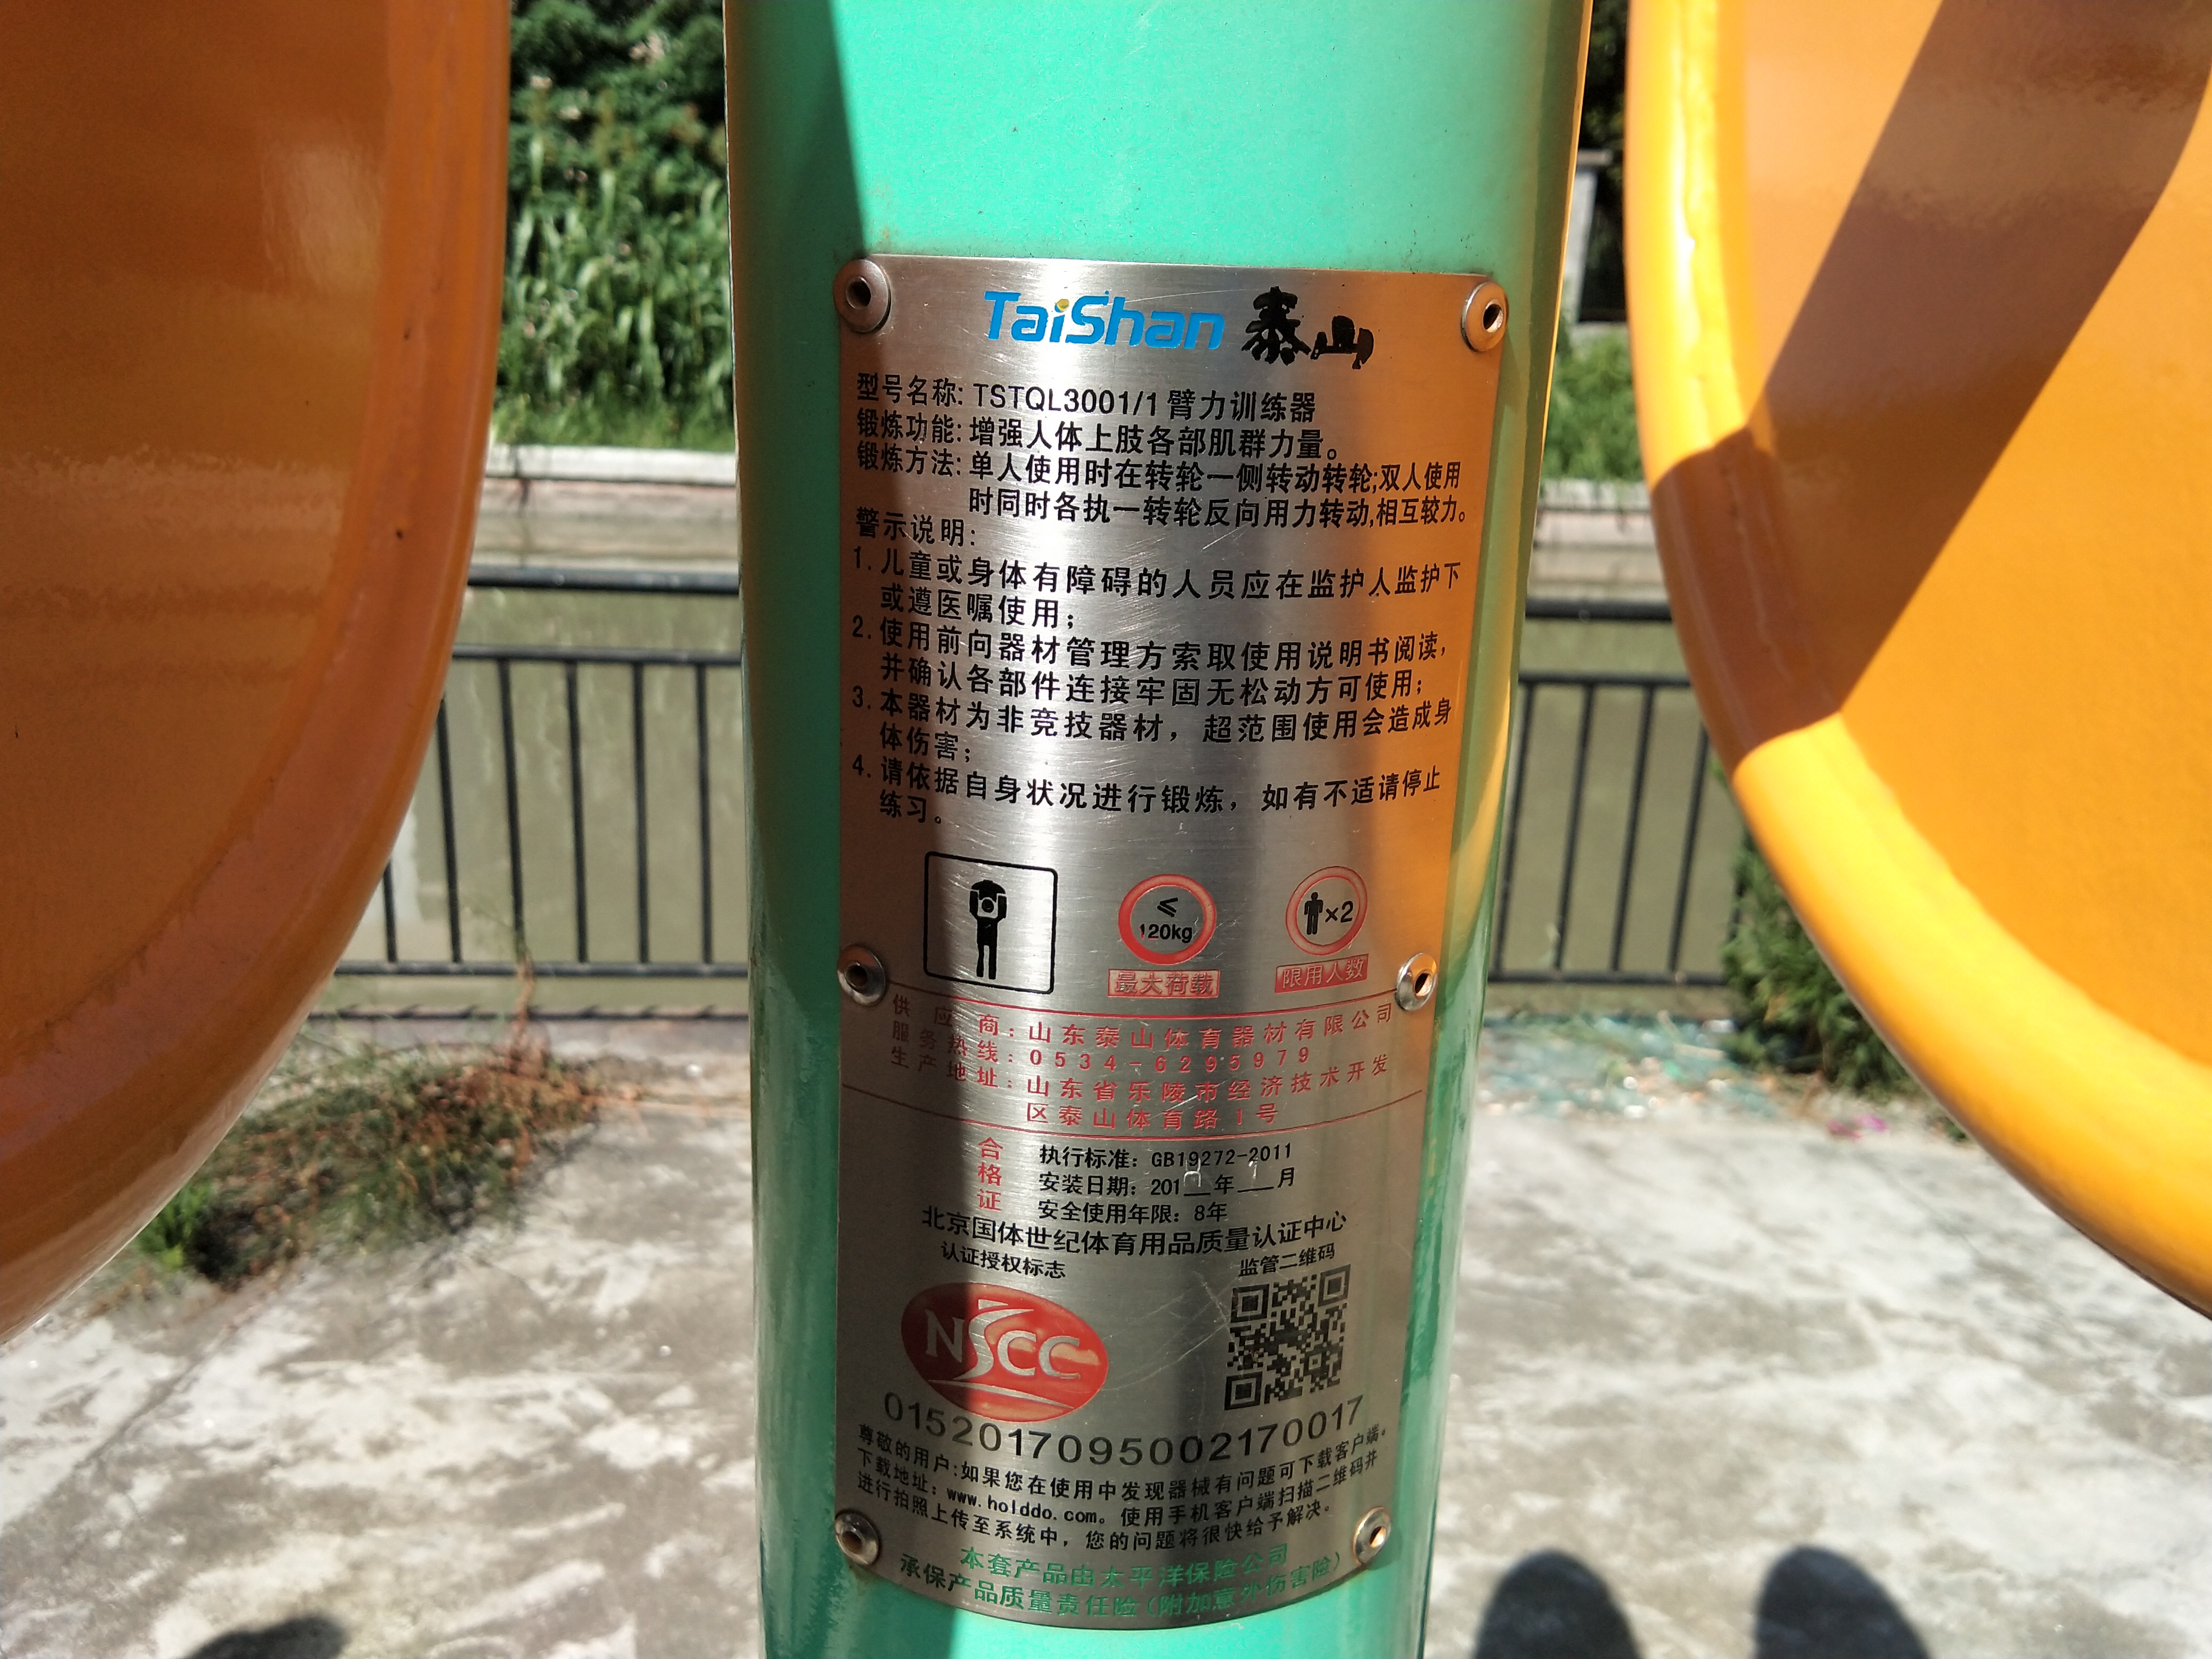 TaiShan 泰山
型号名称: TSTQL3001/1 臂力训练器
锻炼功能: 增强人体上肢各部肌群力量。
锻炼方法: 单人使用时在转轮一侧转动转轮;双人使用
时同时各执一转轮反向用力转动,相互较力。
警示说明:
1. 儿童或身体有障碍的人员应在监护人监护下
或遵医嘱使用;
2. 使用前向器材管理方索取使用说明书阅读,
并确认各部件连接牢固无松动方可使用;
3. 本器材为非竞技器材, 超范围使用会造成身
体伤害;
4. 请依据自身状况进行锻炼, 如有不适请停止
练习。
≤
120kg
×2
最大荷载
限用人数
供应商: 山东泰山体育器材有限公司
服务热线: 0534-6295979
生产地址: 山东省乐陵市经济技术开发
区泰山体育路1号
合格证
执行标准: GB19272-2011
安装日期: 201__年___月
安全使用年限: 8年
北京国体世纪体育用品质量认证中心
认证授权标志
监管二维码
NSCC
0152017095002170017
尊敬的用户:如果您在使用中发现器械有问题可下载客户端。
下载地址: www.holddo.com。使用手机客户端扫描二维码并
进行拍照上传至系统中, 您的问题将很快给予解决。
本套产品由太平洋保险公司
承保产品质量责任险(附加意外伤害险)